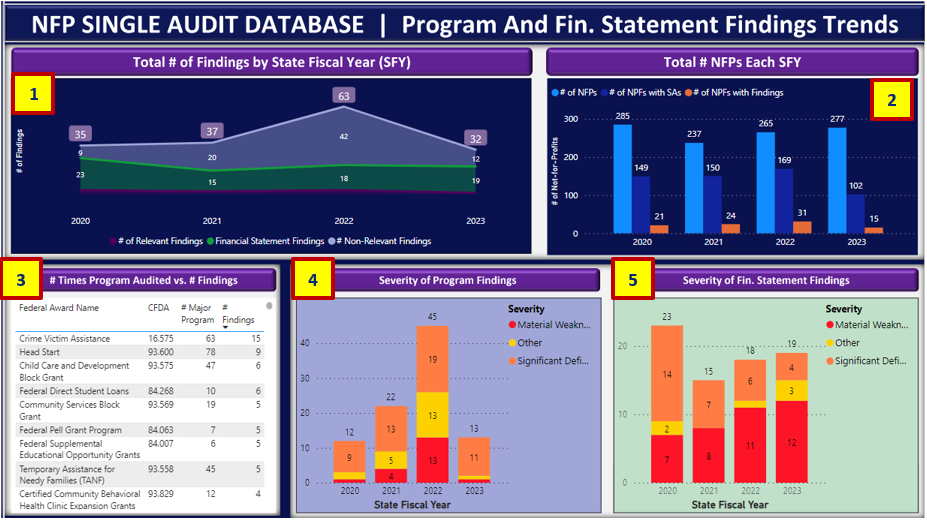 NFP SINGLE AUDIT DATABASE | Program And Fin. Statement Findings Trends
Total # of Findings by State Fiscal Year (SFY)
1
# of Findings
35
37
63
32
9
20
42
12
23
15
18
19
2020
2021
2022
2023
# of Relevant Findings
Financial Statement Findings
# Non-Relevant Findings
Total # NFPs Each SFY
2
# of NFPs
# of NPFs with SAs
# of NPFs with Findings
# of Not-for-Profits
300
200
100
0
285
149
21
237
150
24
265
169
31
277
102
15
2020
2021
2022
2023
3
# Times Program Audited vs. # Findings
Federal Award Name CFDA # Major #
Program Findings
Crime Victim Assistance 16.575 63 15
Head Start 93.600 78 9
Child Care and Development 93.575 47 6
Block Grant
Federal Direct Student Loans 84.268 10 6
Community Services Block 93.569 19 5
Grant
Federal Pell Grant Program 84.063 7 5
Federal Supplemental 84.007 6 5
Educational Opportunity Grants
Temporary Assistance for 93.558 45 5
Needy Families (TANF)
Certified Community Behavioral 93.829 12 4
Health Clinic Expansion Grants
4
Severity of Program Findings
Severity
Material Weakn...
Other
Significant Defi...
40
20
0
12
9
22
13
5
4
45
19
13
13
13
11
2020
2021
2022
2023
State Fiscal Year
5
Severity of Fin. Statement Findings
Severity
Material Weakn...
Other
Significant Defi...
20
10
0
23
14
2
7
15
7
8
18
6
11
19
4
3
12
2020
2021
2022
2023
State Fiscal Year